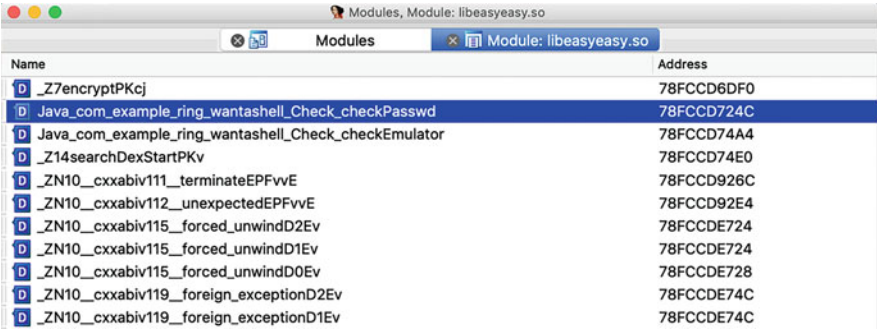 Modules, Module: libeasyeasy.so
Modules Module: libeasyeasy.so
Name Address
D _Z7encryptPKcj 78FCCD6DF0
D Java_com_example_ring_wantashell_Check_checkPasswd 78FCCD724C
D Java_com_example_ring_wantashell_Check_checkEmulator 78FCCD74A4
D _Z14searchDexStartPKv 78FCCD74E0
D _ZN10__cxxabiv111__terminateEPFvvE 78FCCD926C
D _ZN10__cxxabiv112__unexpectedEPFvvE 78FCCD92E4
D _ZN10__cxxabiv115__forced_unwindD2Ev 78FCCDE724
D _ZN10__cxxabiv115__forced_unwindD1Ev 78FCCDE724
D _ZN10__cxxabiv115__forced_unwindD0Ev 78FCCDE728
D _ZN10__cxxabiv119__foreign_exceptionD2Ev 78FCCDE74C
D _ZN10__cxxabiv119__foreign_exceptionD1Ev 78FCCDE74C